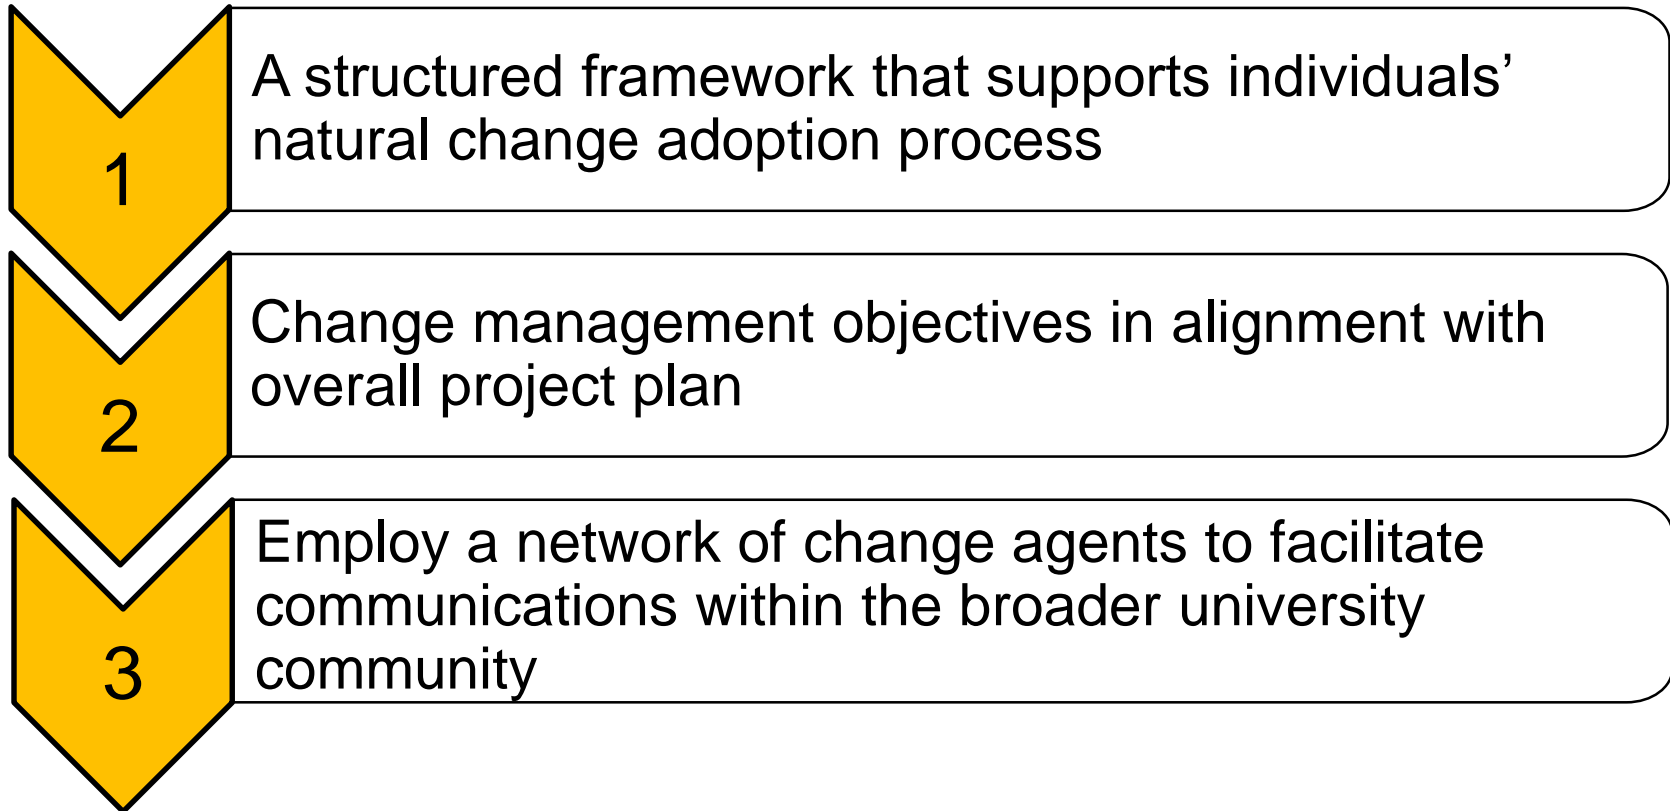 1
A structured framework that supports individuals’
natural change adoption process
2
Change management objectives in alignment with
overall project plan
3
Employ a network of change agents to facilitate
communications within the broader university
community